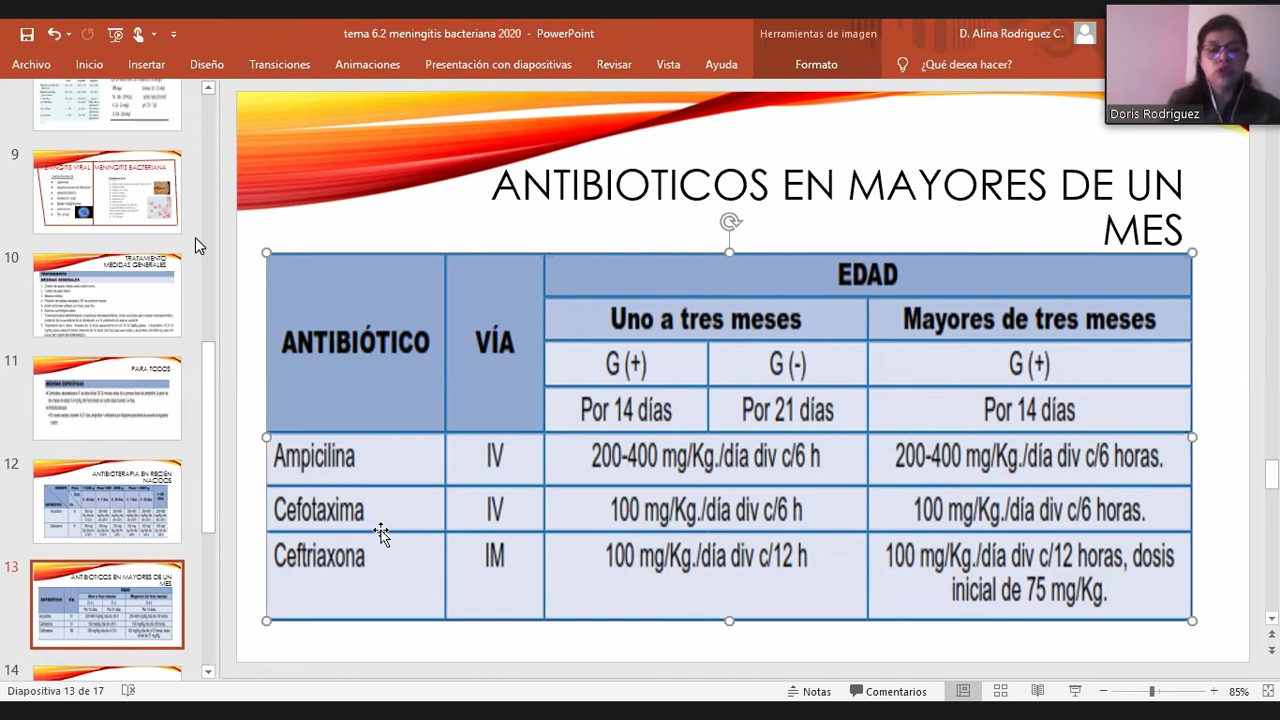 tema 6.2 meningitis bacteriana 2020 - PowerPoint
Herramientas de imagen
D. Alina Rodriguez C.
Archivo Inicio Insertar Diseño Transiciones Animaciones Presentación con diapositivas Revisar Vista Ayuda Formato ¿Qué desea hacer?
Doris Rodriguez
9
MENINGITIS VIRAL MENINGITIS BACTERIANA
10
TRATAMIENTO
MEDIDAS GENERALES
11
PARA TODOS
12
ANTIBIOTERAPIA EN RECIÉN
NACIDOS
13
ANTIBIOTICOS EN MAYORES DE UN
MES
14
ANTIBIOTICOS EN MAYORES DE UN
MES
ANTIBIÓTICO VIA EDAD
Uno a tres de tres meses
G (+) G (-) G (+)
Por 14 días Por 21 días Por 14 días
Ampicilina IV 200-400 mg/Kg./día div c/6 h 200-400 mg/Kg./día div c/6 horas.
Cefotaxima IV 100 mg/Kg./día div c/6 h 100 mg/Kg./día div c/6 horas.
Ceftriaxona IM 100 mg/Kg./día div c/12 h 100 mg/Kg./día div c/12 horas, dosis
inicial de 75 mg/Kg.
Diapositiva 13 de 17
Notas Comentarios 85%